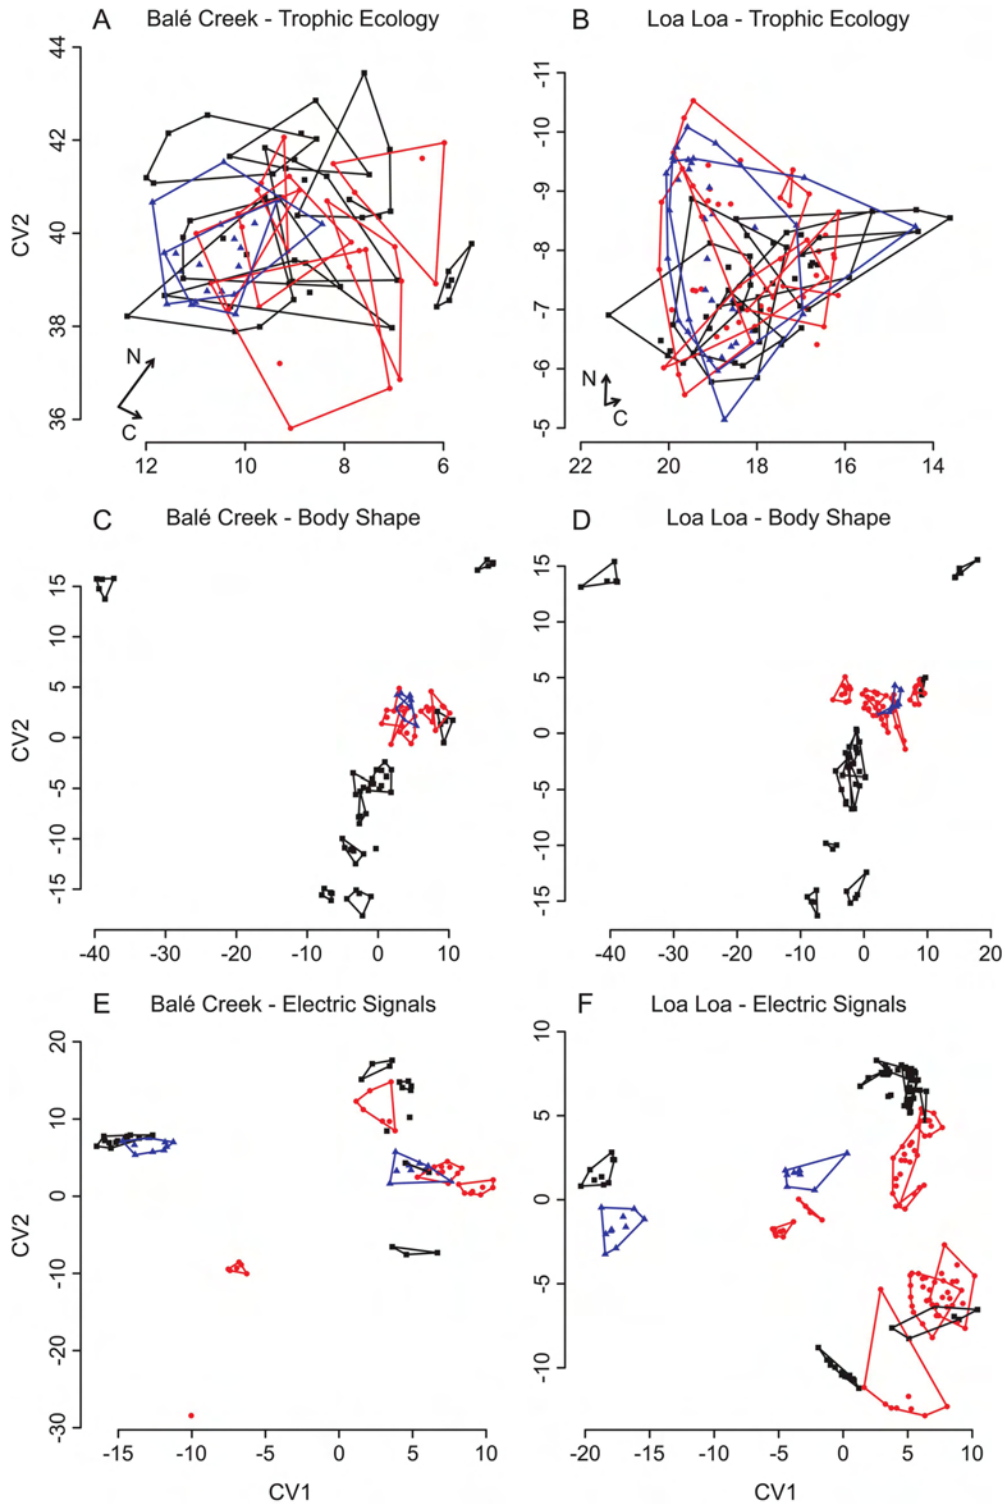 A Balé Creek - Trophic Ecology
CV2
44
42
40
38
36
N
C
12 10 8 6
B Loa Loa - Trophic Ecology
-11
-10
-9
-8
-7
-6
-5
N
C
22 20 18 16 14
C Balé Creek - Body Shape
CV2
15
10
5
0
-5
-10
-15
-40 -30 -20 -10 0 10
D Loa Loa - Body Shape
15
10
5
0
-5
-10
-15
-40 -30 -20 -10 0 10 20
E Balé Creek - Electric Signals
CV2
20
10
0
-10
-20
-30
-15 -10 -5 0 5 10
CV1
F Loa Loa - Electric Signals
10
5
0
-5
-10
-20 -15 -10 -5 0 5 10
CV1